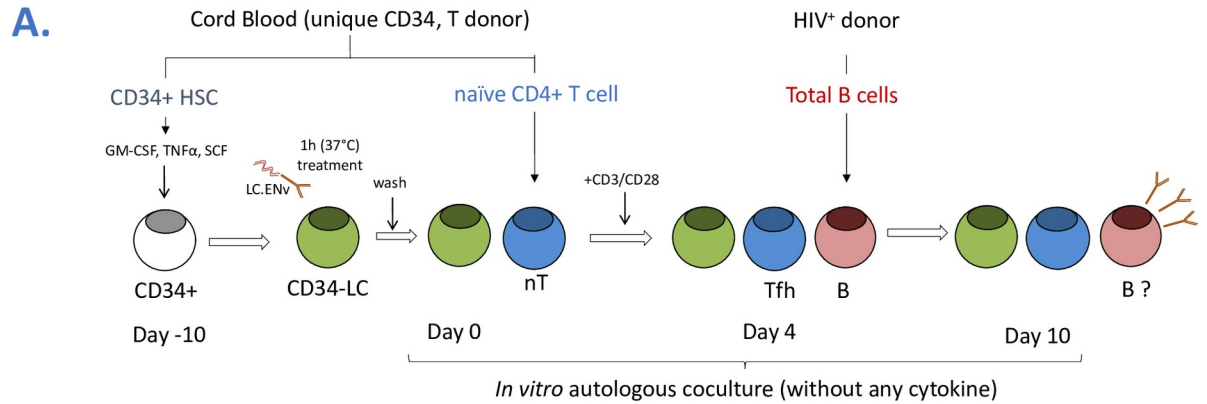 A.
Cord Blood (unique CD34, T donor)
HIV⁺ donor
CD34+ HSC
naïve CD4+ T cell
Total B cells
GM-CSF, TNFα, SCF
1h (37°C)
treatment
LC.ENv
wash
+CD3/CD28
CD34+
CD34-LC
nT
Tfh
B
B ?
Day -10
Day 0
Day 4
Day 10
In vitro autologous coculture (without any cytokine)